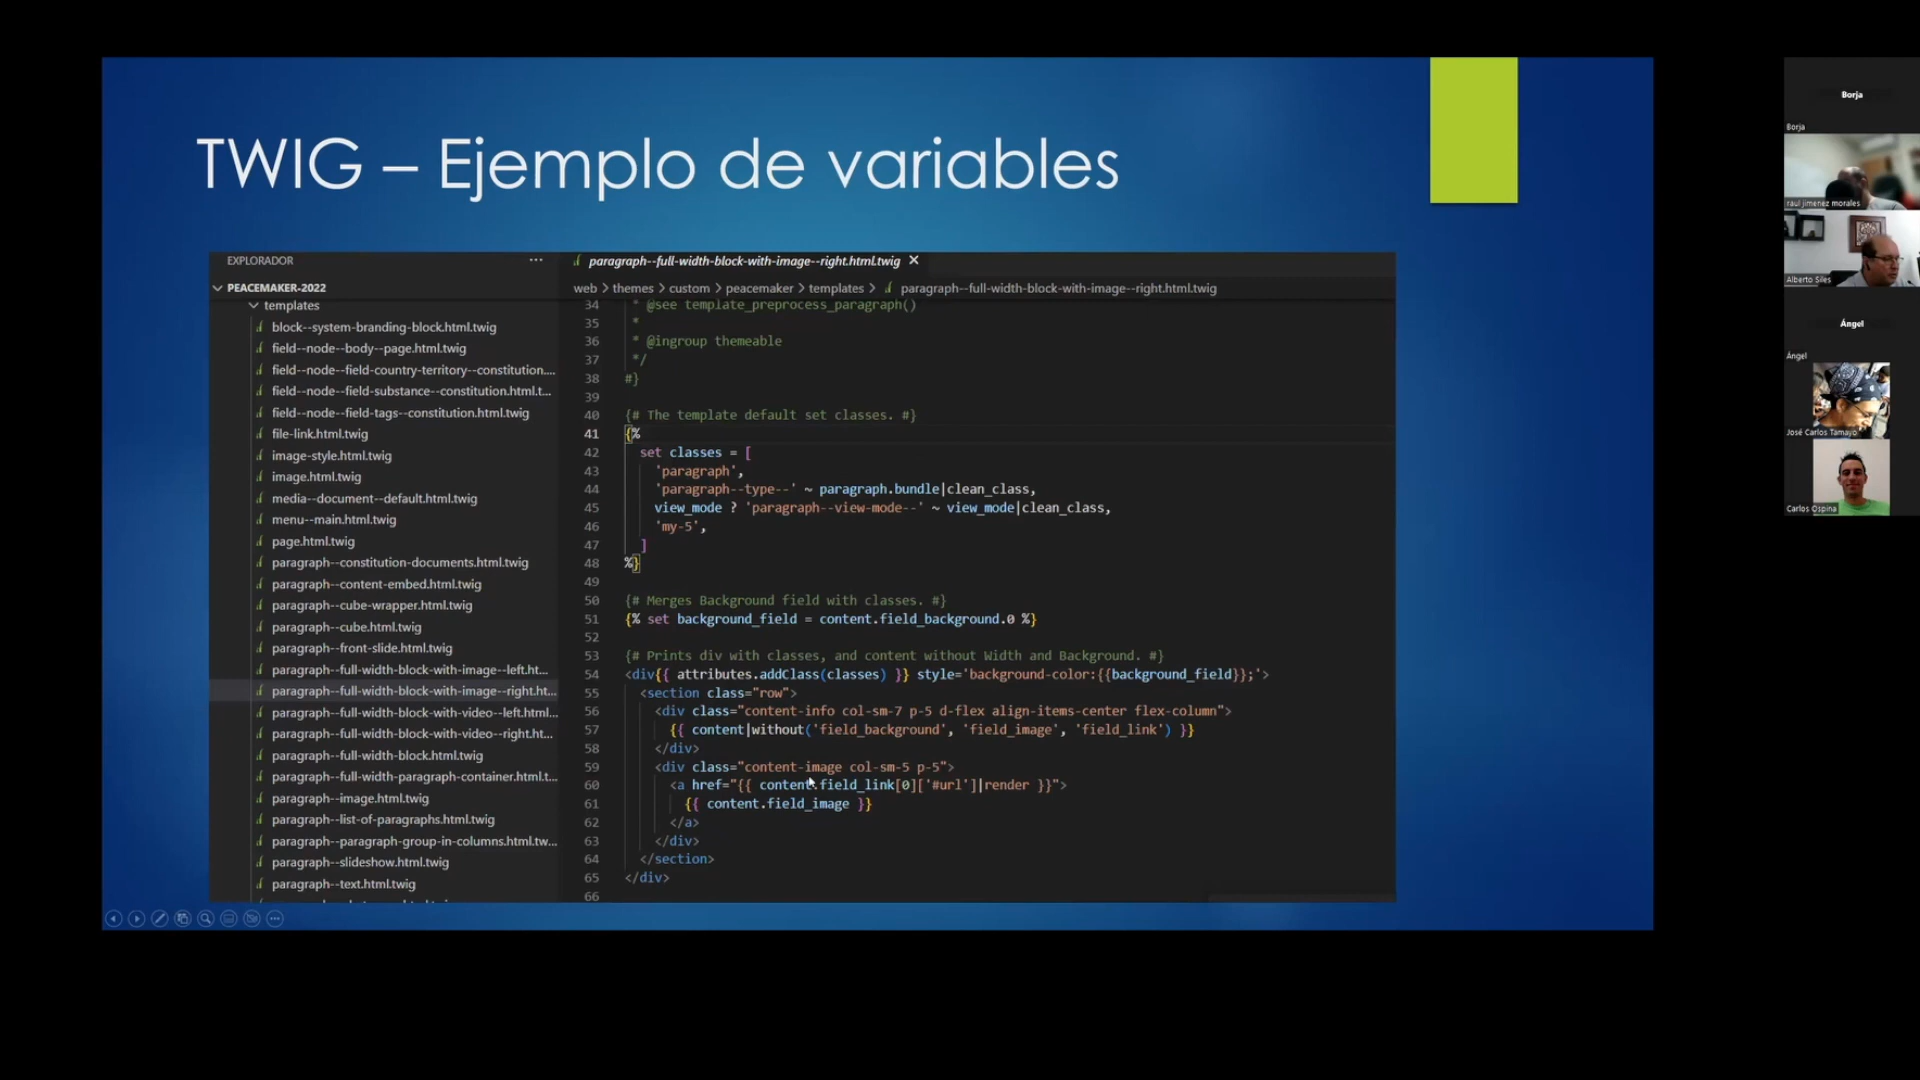 TWIG – Ejemplo de variables
EXPLORADOR
PEACEMAKER-2022
templates
block--system-branding-block.html.twig
field--node--body--page.html.twig
field--node--field-country-territory--constitution....
field--node--field-substance--constitution.html.t...
field--node--field-tags--constitution.html.twig
file-link.html.twig
image-style.html.twig
image.html.twig
media--document--default.html.twig
menu--main.html.twig
page.html.twig
paragraph--constitution-documents.html.twig
paragraph--content-embed.html.twig
paragraph--cube-wrapper.html.twig
paragraph--cube.html.twig
paragraph--front-slide.html.twig
paragraph--full-width-block-with-image--left.ht...
paragraph--full-width-block-with-image--right.ht...
paragraph--full-width-block-with-video--left.html...
paragraph--full-width-block-with-video--right.ht...
paragraph--full-width-block.html.twig
paragraph--full-width-paragraph-container.html.t...
paragraph--image.html.twig
paragraph--list-of-paragraphs.html.twig
paragraph--paragraph-group-in-columns.html.tw...
paragraph--slideshow.html.twig
paragraph--text.html.twig
paragraph--full-width-block-with-image--right.html.twig
web > themes > custom > peacemaker > templates > paragraph--full-width-block-with-image--right.html.twig
34 * @see template_preprocess_paragraph()
35 *
36 * @ingroup themeable
37 */
38 #}
39
40 {# The template default set classes. #}
41 {%
42 set classes = [
43 'paragraph',
44 'paragraph--type--' ~ paragraph.bundle|clean_class,
45 view_mode ? 'paragraph--view-mode--' ~ view_mode|clean_class,
46 'my-5',
47 ]
48 %}
49
50 {# Merges Background field with classes. #}
51 {% set background_field = content.field_background.0 %}
52
53 {# Prints div with classes, and content without Width and Background. #}
54 <div{{ attributes.addClass(classes) }} style='background-color:{{background_field}};'>
55 <section class="row">
56 <div class="content-info col-sm-7 p-5 d-flex align-items-center flex-column">
57 {{ content|without('field_background', 'field_image', 'field_link') }}
58 </div>
59 <div class="content-image col-sm-5 p-5">
60 <a href="{{ content.field_link[0]['#url']|render }}">
61 {{ content.field_image }}
62 </a>
63 </div>
64 </section>
65 </div>
66
Borja
Borja
raul jimenez morales
Alberto Siles
Ángel
Ángel
José Carlos Tamayo
Carlos Ospina